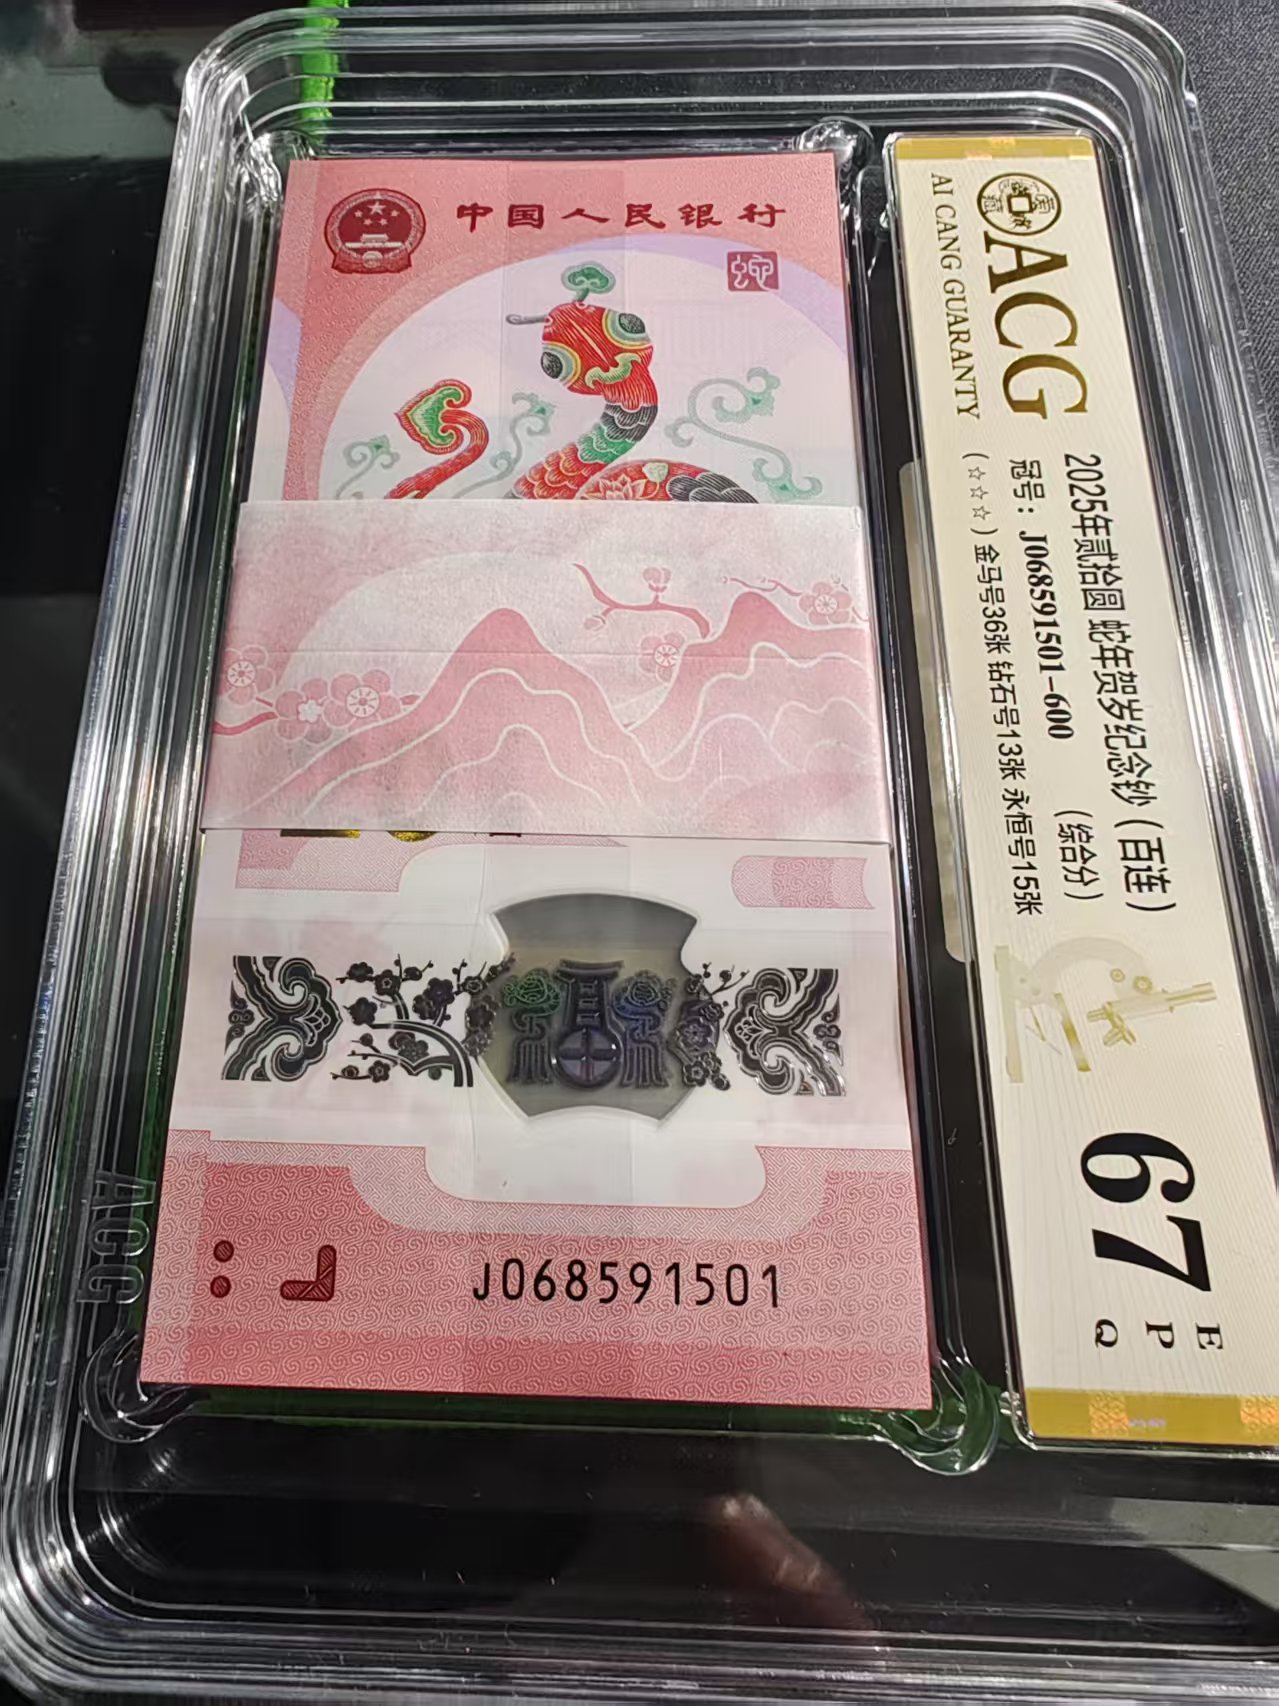 中国人民银行
蛇
J068591501
ACG
AI CANG GUARANTY
2025年贰拾圆 蛇年贺岁纪念钞（百连）
冠号：J068591501-600 （综合分）
（☆☆☆）金马号36张 钻石号13张 永恒号15张
67
E
P
Q
ACG